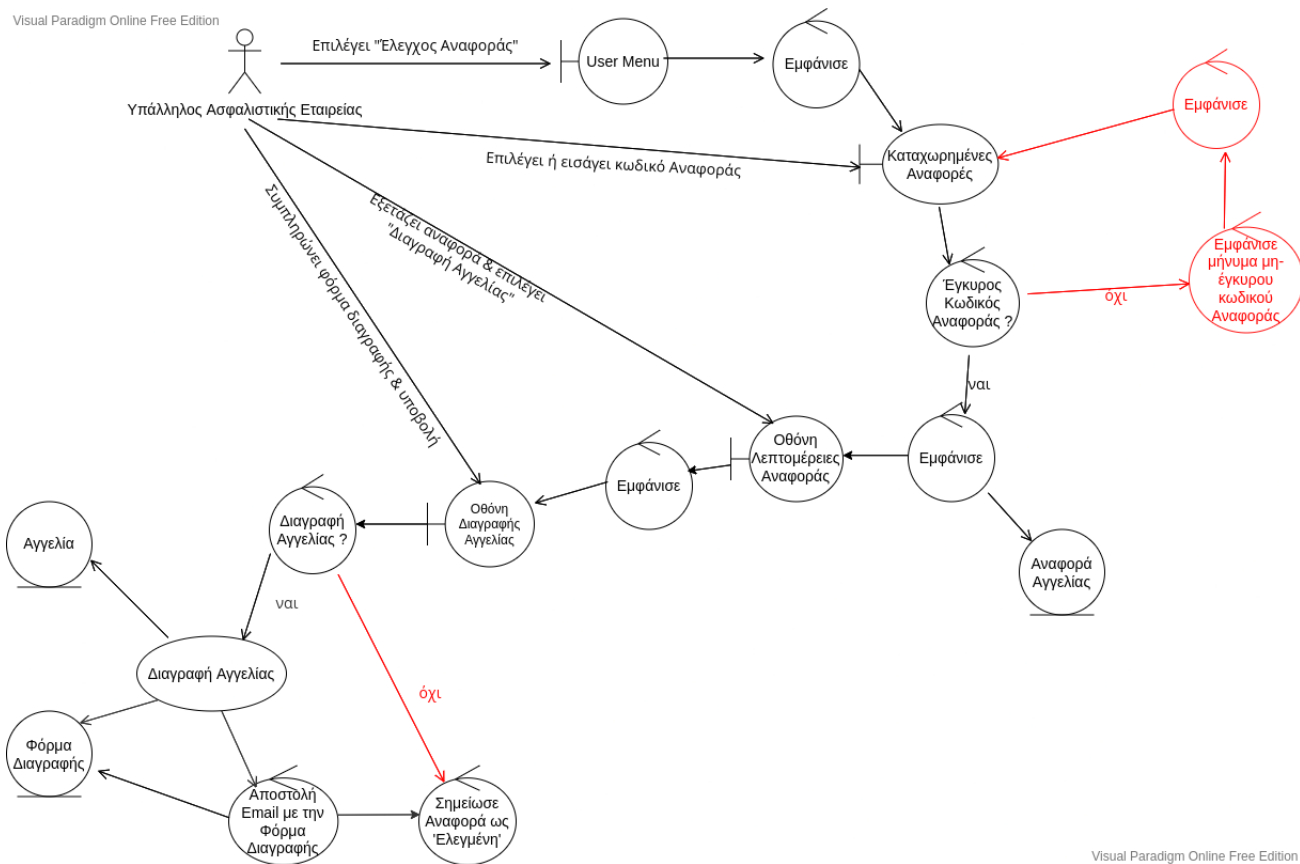 Visual Paradigm Online Free Edition
Επιλέγει "Έλεγχος Αναφοράς"
User Menu
Εμφάνισε
Υπάλληλος Ασφαλιστικής Εταιρείας
Εμφάνισε
Επιλέγει ή εισάγει κωδικό Αναφοράς
Καταχωρημένες
Αναφορές
Εξετάζει αναφορα & επιλέγει
"Διαγραφή Αγγελίας"
Συμπληρώνει φόρμα διαγραφής & υποβολή
Εμφάνισε
μήνυμα μη-
έγκυρου
κωδικού
Αναφοράς
Έγκυρος
Κωδικός
Αναφοράς ?
όχι
ναι
Οθόνη
Λεπτομέρειες
Αναφοράς
Εμφάνισε
Εμφάνισε
Οθόνη
Διαγραφής
Αγγελίας
Διαγραφή
Αγγελίας ?
Αγγελία
Αναφορά
Αγγελίας
ναι
Διαγραφή Αγγελίας
όχι
Φόρμα
Διαγραφής
Αποστολή
Email με την
Φόρμα
Διαγραφής
Σημείωσε
Αναφορά ως
'Ελεγμένη'
Visual Paradigm Online Free Edition